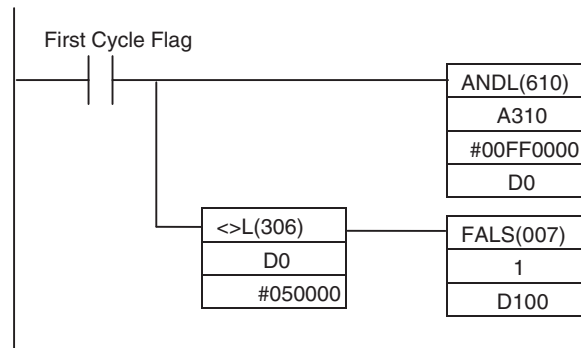 First Cycle Flag
ANDL(610)
A310
#00FF0000
D0
<>L(306)
D0
#050000
FALS(007)
1
D100